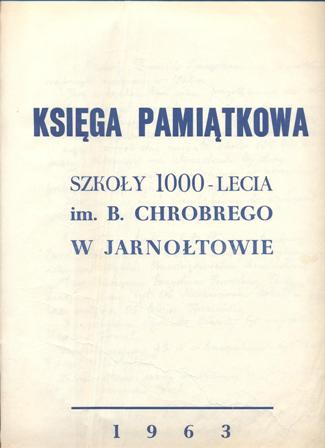 KSIĘGA PAMIĄTKOWA
SZKOŁY 1000-LECIA
im. B. CHROBREGO
W JARNOŁTOWIE
1963